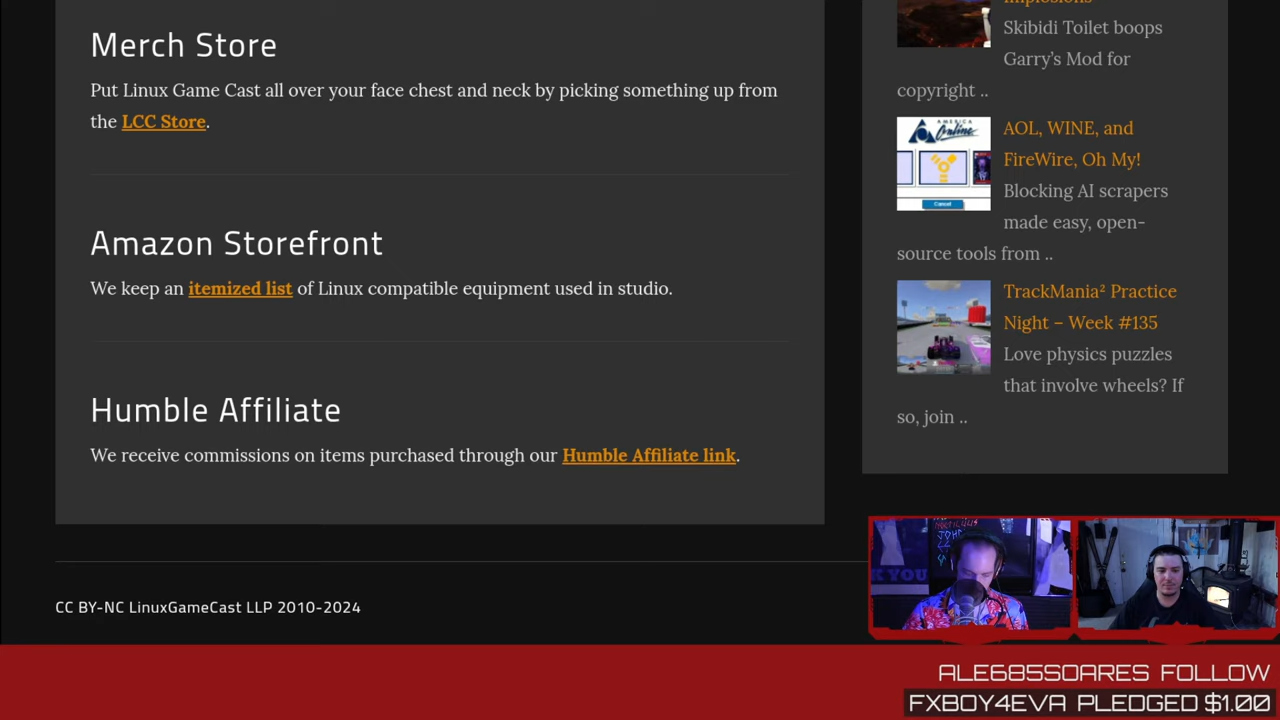 Merch Store
Put Linux Game Cast all over your face chest and neck by picking something up from
the LCC Store.
Amazon Storefront
We keep an itemized list of Linux compatible equipment used in studio.
Humble Affiliate
We receive commissions on items purchased through our Humble Affiliate link.
CC BY-NC LinuxGameCast LLP 2010-2024
Skibidi Toilet boops
Garry's Mod for
copyright ..
AMERICA
Online
Cancel
AOL, WINE, and
FireWire, Oh My!
Blocking AI scrapers
made easy, open-
source tools from ..
TrackMania² Practice
Night – Week #135
Love physics puzzles
that involve wheels? If
so, join ..
ALE685SOARES FOLLOW
FXBOY4EVA PLEDGED $1.00